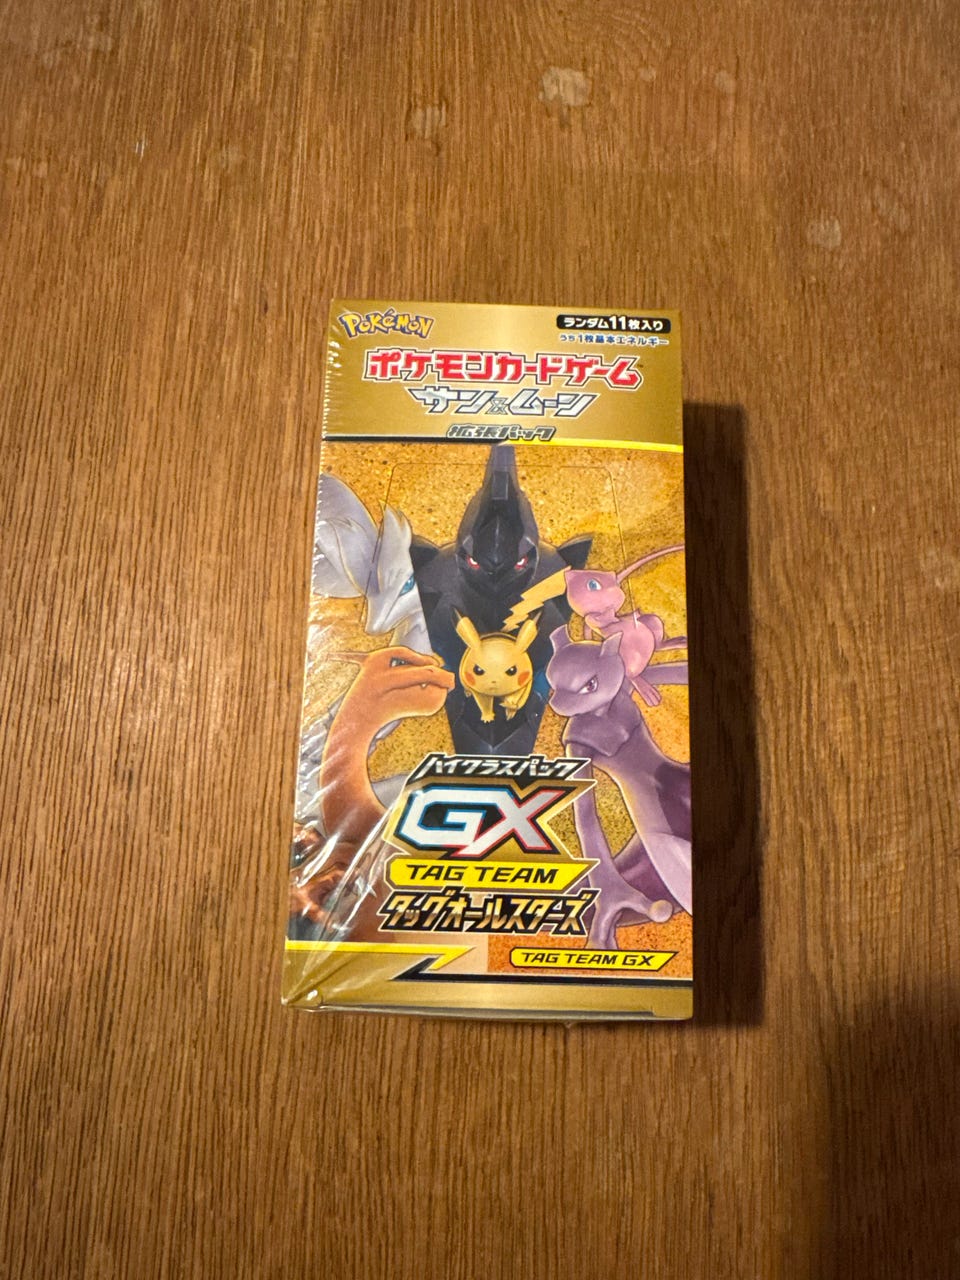 Pokémon
ランダム11枚入り
うち1枚基本エネルギー
ポケモンカードゲーム
サン&ムーン
拡張パック
ハイクラスパック
GX
TAG TEAM
タッグオールスターズ
TAG TEAM GX